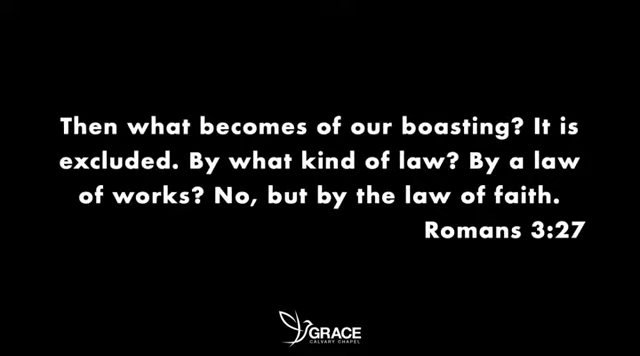 Then what becomes of our boasting? It is
excluded. By what kind of law? By a law
of works? No, but by the law of faith.
Romans 3:27
GRACE
CALVARY CHAPEL